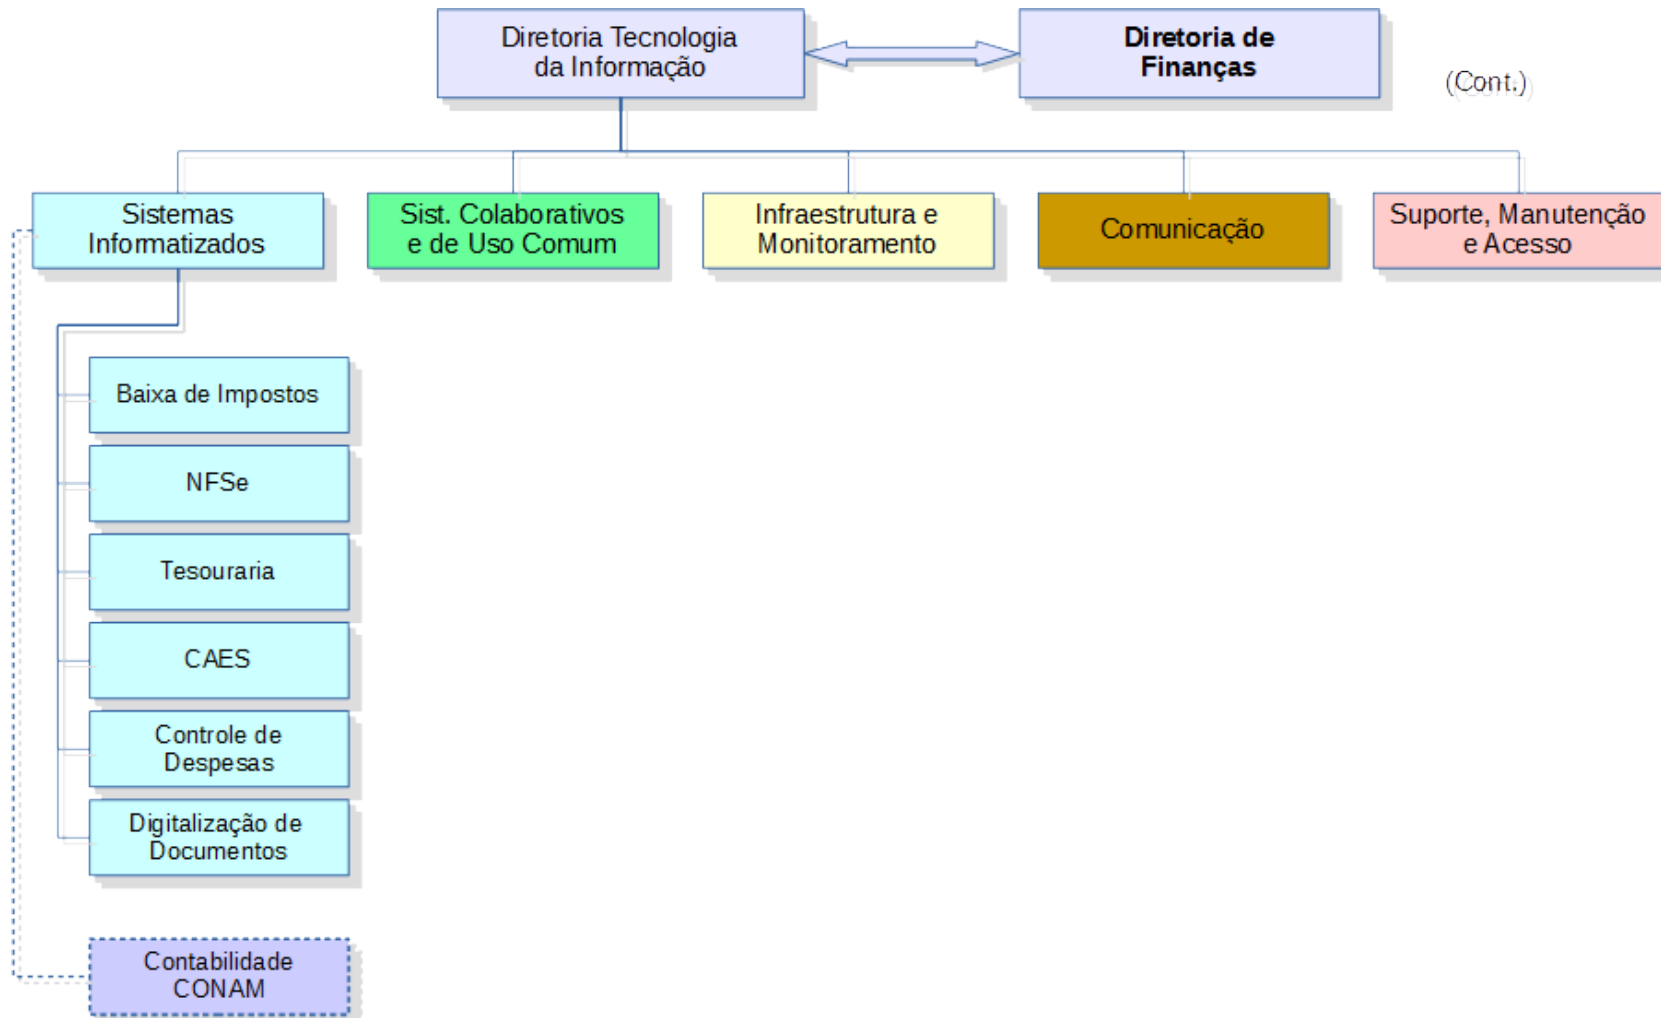 Diretoria Tecnologia
da Informação
Diretoria de
Finanças
(Cont.)
Sistemas
Informatizados
Sist. Colaborativos
e de Uso Comum
Infraestrutura e
Monitoramento
Comunicação
Suporte, Manutenção
e Acesso
Baixa de Impostos
NFSe
Tesouraria
CAES
Controle de
Despesas
Digitalização de
Documentos
Contabilidade
CONAM